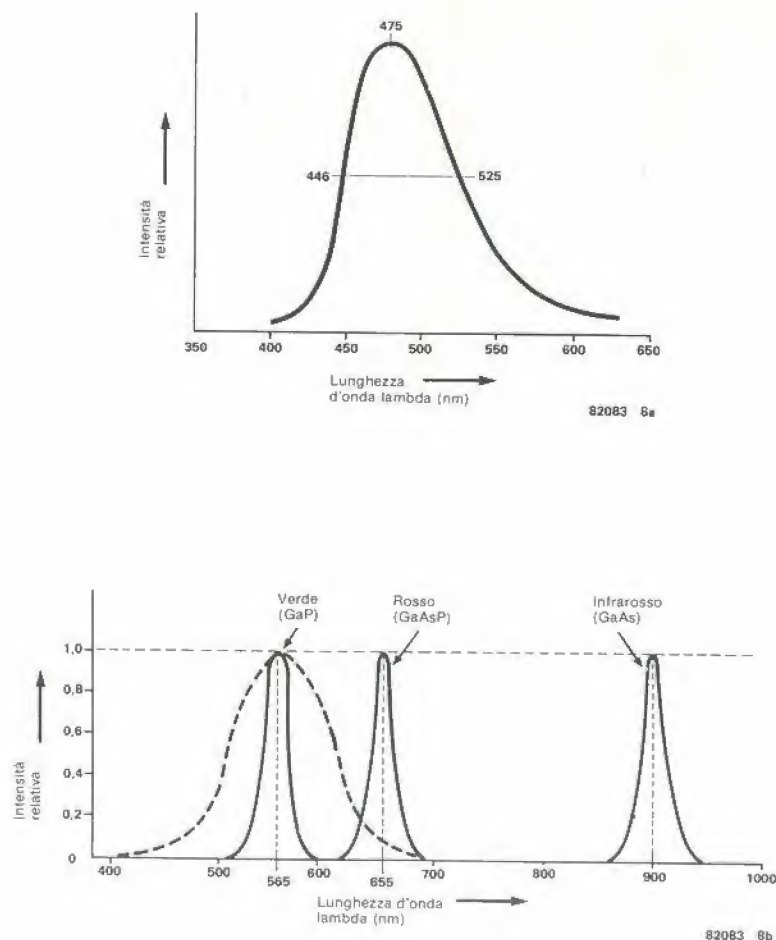 475
446
525
Intensità
relativa
350 400 450 500 550 600 650
Lunghezza
d'onda lambda (nm)
82083 8a
Verde
(GaP)
Rosso
(GaAsP)
Infrarosso
(GaAs)
1,0
0,8
0,6
0,4
0,2
0
Intensità
relativa
400 500 565 600 655 700 800 900 1000
Lunghezza d'onda
lambda (nm)
82083 8b